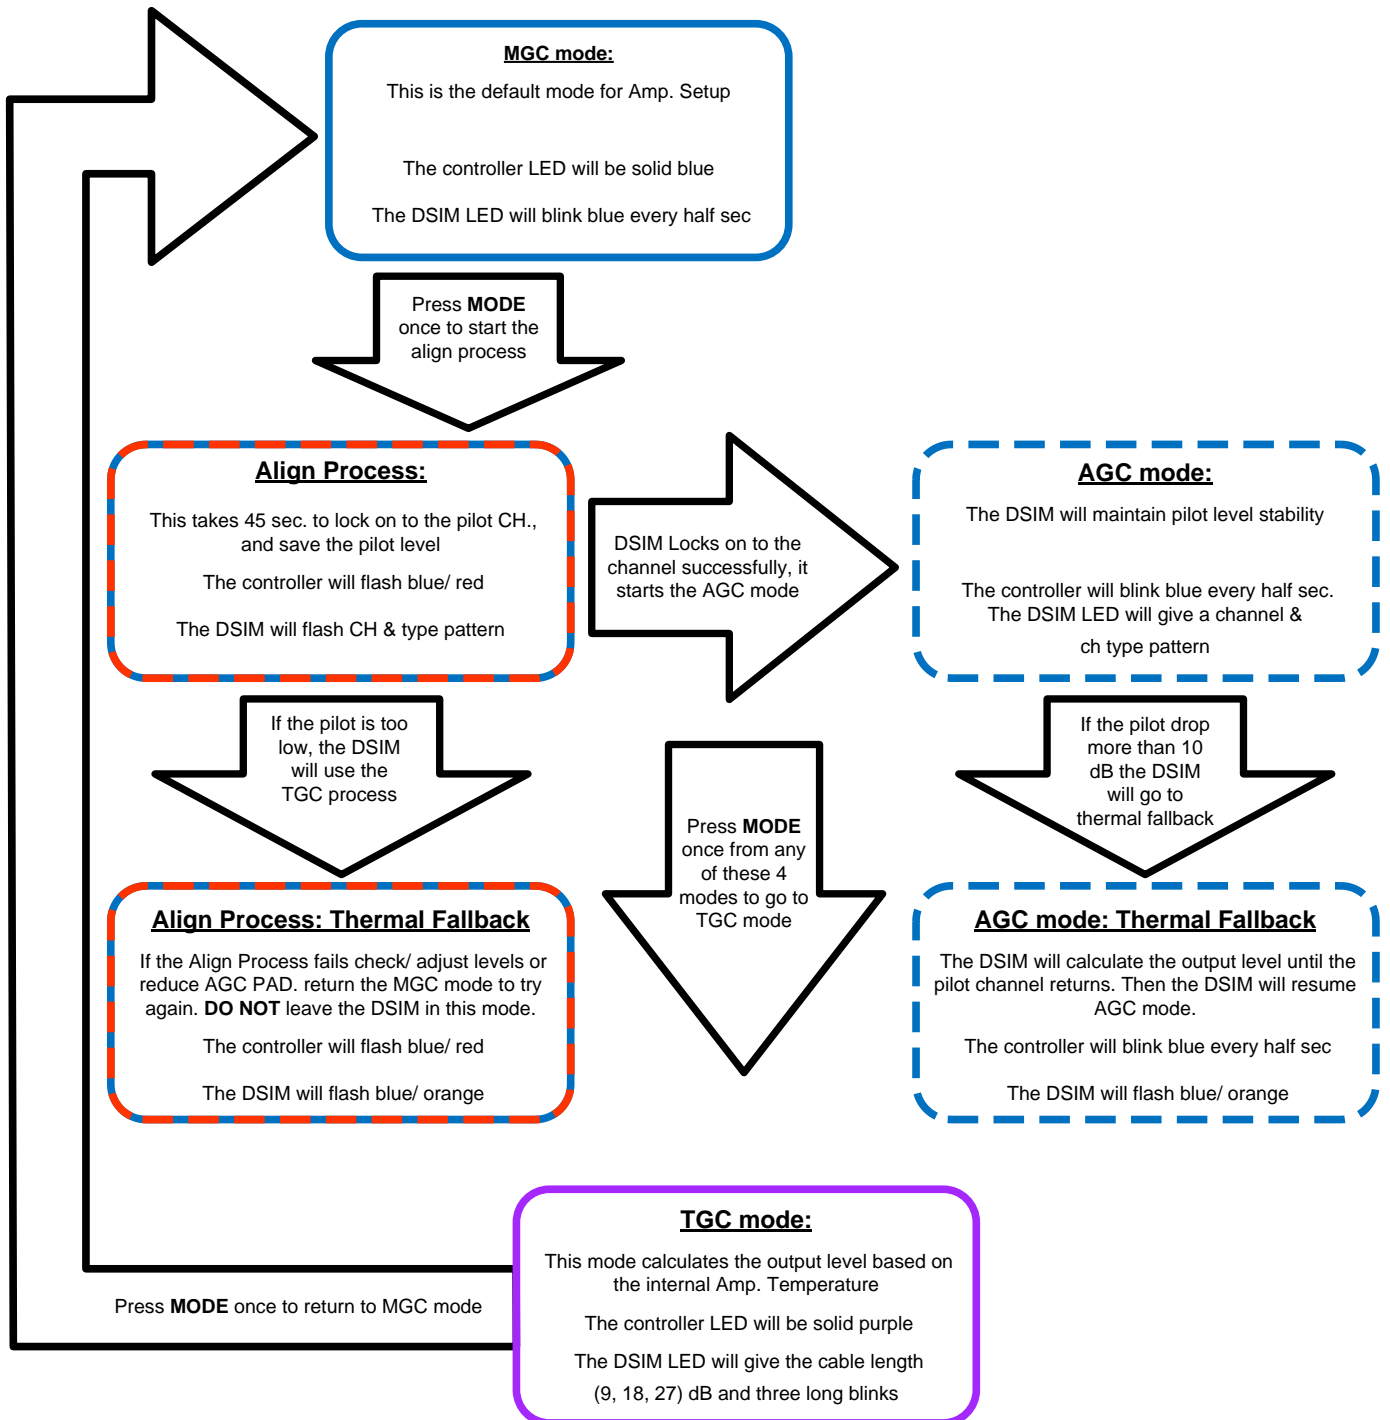 MGC mode:
This is the default mode for Amp. Setup
The controller LED will be solid blue
The DSIM LED will blink blue every half sec
Press MODE
once to start the
align process
Align Process:
This takes 45 sec. to lock on to the pilot CH.,
and save the pilot level
The controller will flash blue/ red
The DSIM will flash CH & type pattern
DSIM Locks on to the
channel successfully, it
starts the AGC mode
AGC mode:
The DSIM will maintain pilot level stability
The controller will blink blue every half sec.
The DSIM LED will give a channel &
ch type pattern
If the pilot is too
low, the DSIM
will use the
TGC process
Press MODE
once from any
of these 4
modes to go to
TGC mode
If the pilot drop
more than 10
dB the DSIM
will go to
thermal fallback
Align Process: Thermal Fallback
If the Align Process fails check/ adjust levels or
reduce AGC PAD. return the MGC mode to try
again. DO NOT leave the DSIM in this mode.
The controller will flash blue/ red
The DSIM will flash blue/ orange
AGC mode: Thermal Fallback
The DSIM will calculate the output level until the
pilot channel returns. Then the DSIM will resume
AGC mode.
The controller will blink blue every half sec
The DSIM will flash blue/ orange
TGC mode:
This mode calculates the output level based on
the internal Amp. Temperature
The controller LED will be solid purple
The DSIM LED will give the cable length
(9, 18, 27) dB and three long blinks
Press MODE once to return to MGC mode